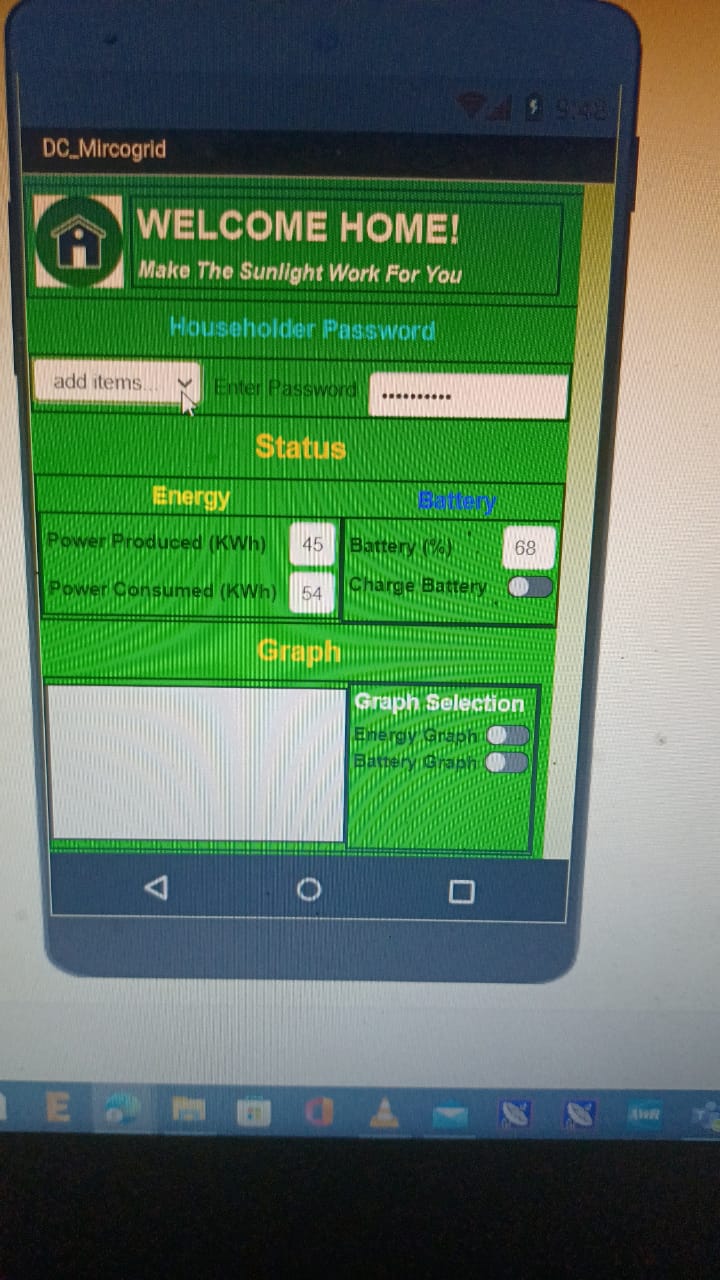 9:48
DC_Mircogrid
WELCOME HOME!
Make The Sunlight Work For You
Householder Password
add items...
Enter Password
••••••••••
Status
Energy
Battery
Power Produced (KWh) 45
Battery (%) 68
Power Consumed (KWh) 54
Charge Battery
Graph
Graph Selection
Energy Graph
Battery Graph
E
AWR